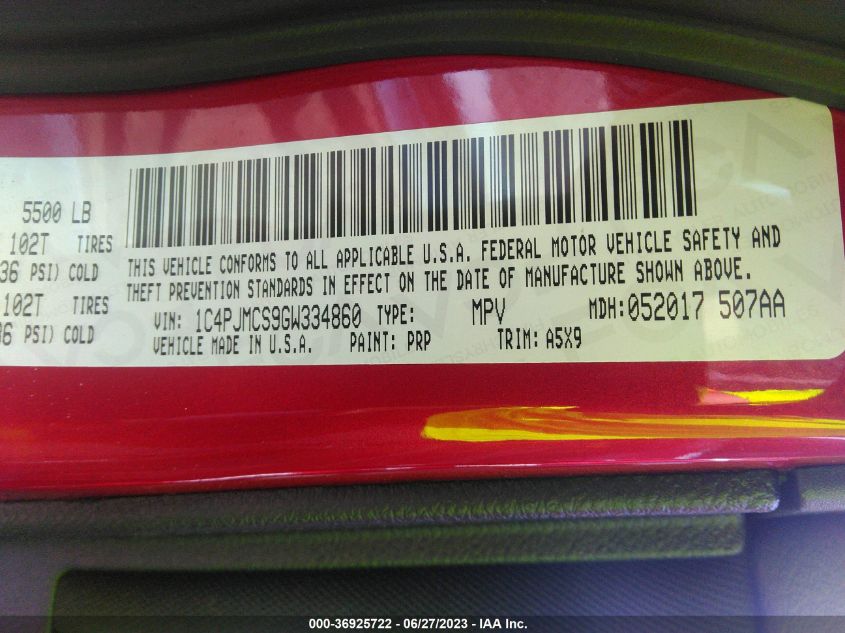 5500 LB
102T TIRES
36 PSI) COLD
102T TIRES
36 PSI) COLD
THIS VEHICLE CONFORMS TO ALL APPLICABLE U.S.A. FEDERAL MOTOR VEHICLE SAFETY AND
THEFT PREVENTION STANDARDS IN EFFECT ON THE DATE OF MANUFACTURE SHOWN ABOVE.
VIN: 1C4PJMCS9GW334860 TYPE: MPV MDH:052017 507AA
VEHICLE MADE IN U.S.A. PAINT: PRP TRIM: A5X9
000-36925722 - 06/27/2023 - IAA Inc.